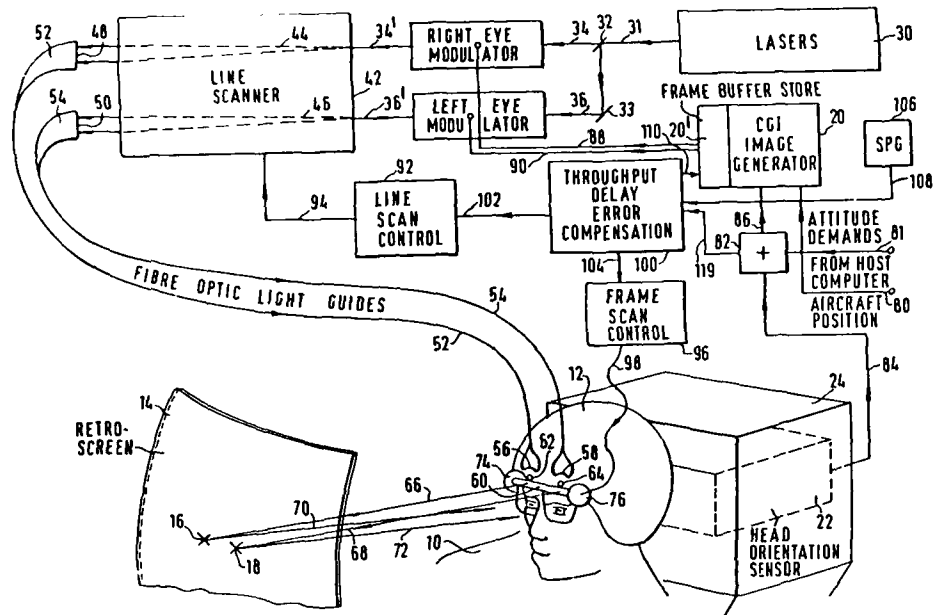 52
48
44
34'
RIGHT EYE
MODULATOR
34
32
31
LASERS
30
LINE
SCANNER
42
54
50
46
36'
LEFT EYE
MODULATOR
36
33
FRAME BUFFER STORE
110
20'
88
90
CGI
IMAGE
GENERATOR
20
106
SPG
108
92
LINE
SCAN
CONTROL
94
102
THROUGHPUT
DELAY
ERROR
COMPENSATION
104
100
119
86
82
+
ATTITUDE
DEMANDS
81
FROM HOST
COMPUTER
80
AIRCRAFT
POSITION
84
FIBRE OPTIC LIGHT GUIDES
54
52
FRAME
SCAN
CONTROL
96
98
12
24
14
RETRO-
SCREEN
56
62
58
74
60
64
76
66
70
16
18
68
72
10
22
HEAD
ORIENTATION
SENSOR